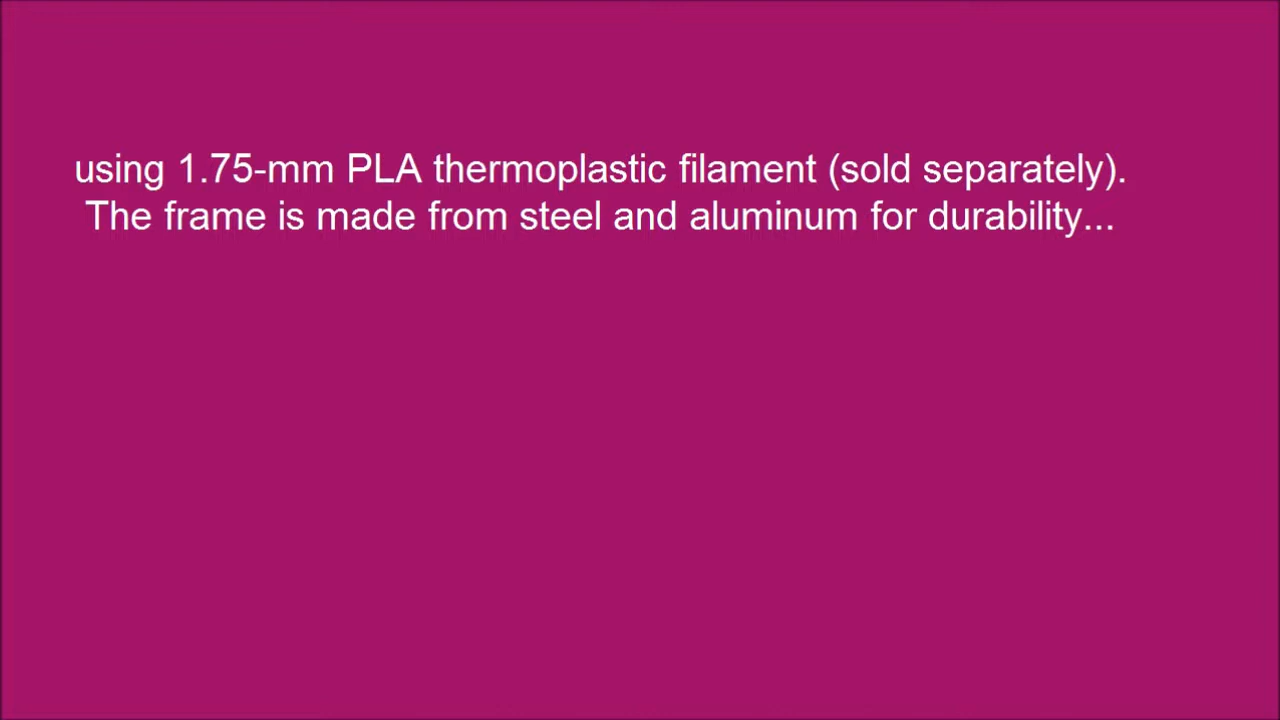 using 1.75-mm PLA thermoplastic filament (sold separately).
The frame is made from steel and aluminum for durability...